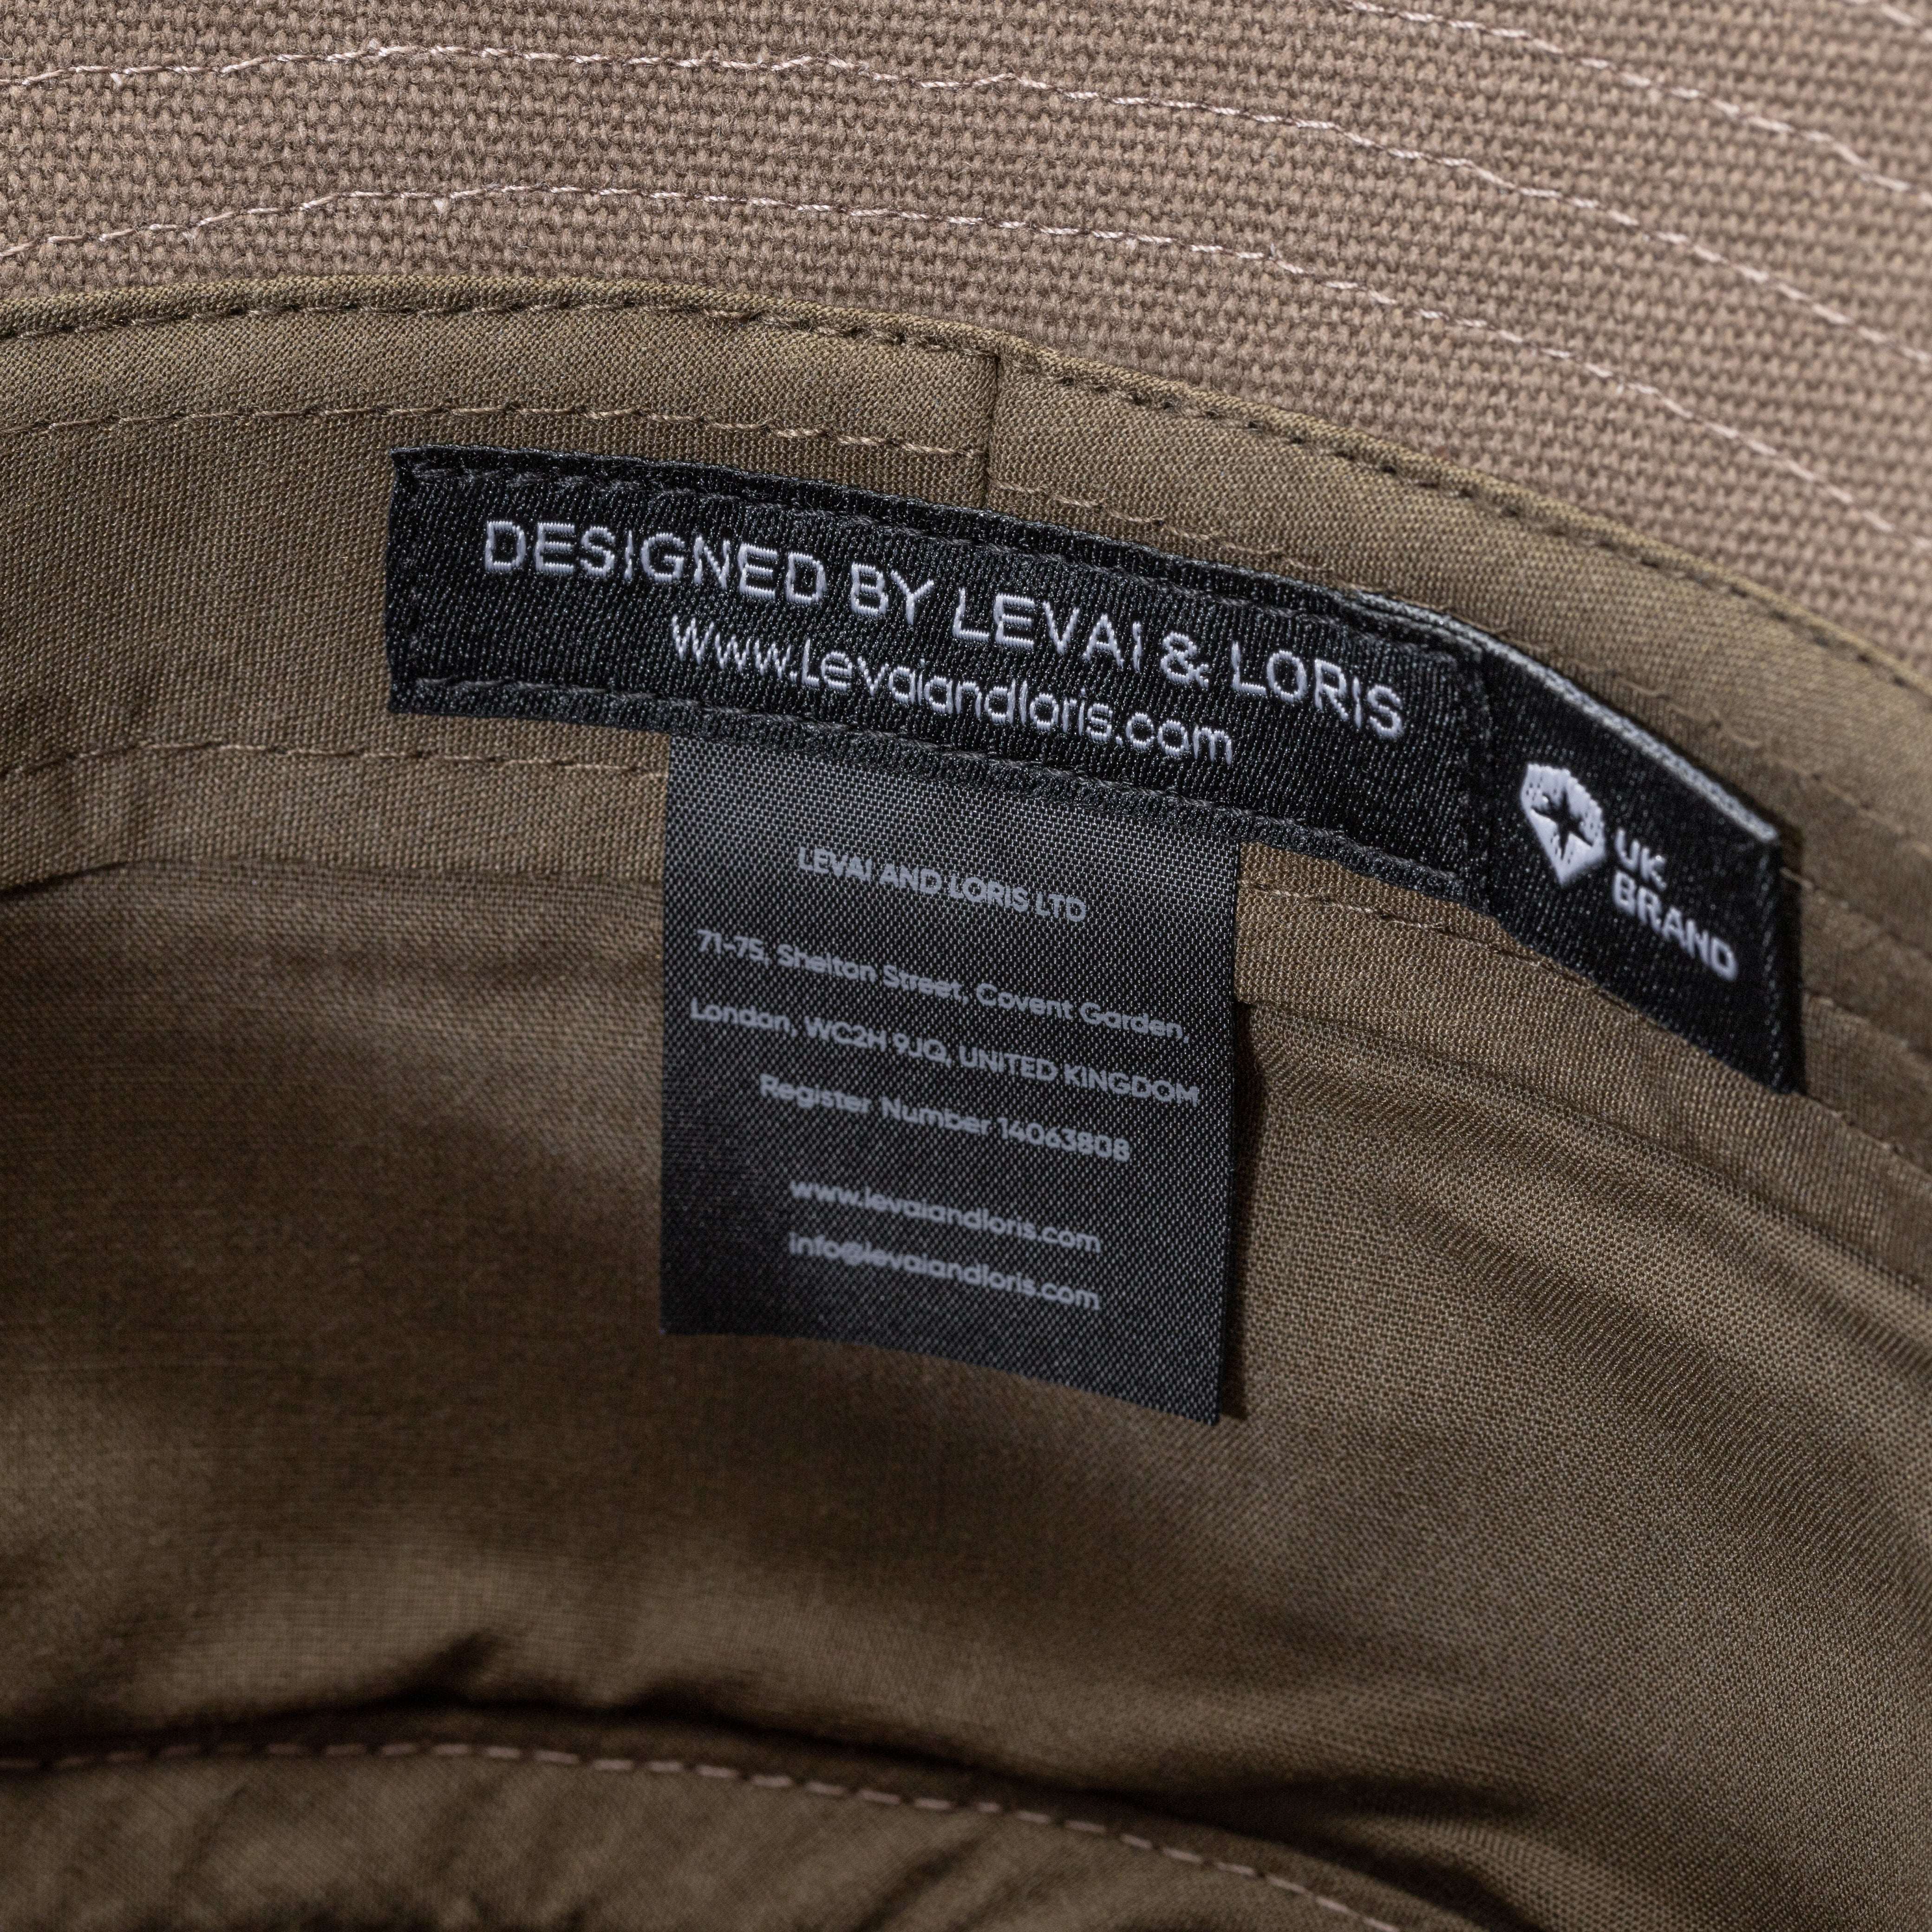 DESIGNED BY LEVAI & LORIS
Www.Levaiandloris.com
UK
BRAND
LEVAI AND LORIS LTD
71-75, Shelton Street, Covent Garden,
London, WC2H 9JQ, UNITED KINGDOM
Register Number 14063808
www.levaiandloris.com
info@levaiandloris.com